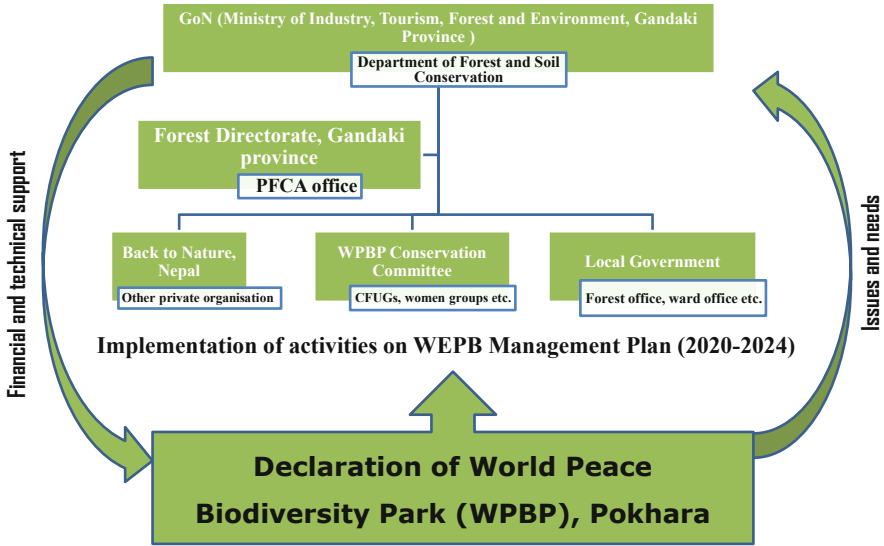 GoN (Ministry of Industry, Tourism, Forest and Environment, Gandaki
Province )
Department of Forest and Soil
Conservation
Forest Directorate, Gandaki
province
PFCA office
Back to Nature,
Nepal
Other private organisation
WPBP Conservation
Committee
CFUGs, women groups etc.
Local Government
Forest office, ward office etc.
Financial and technical support
Issues and needs
Implementation of activities on WEPB Management Plan (2020-2024)
Declaration of World Peace
Biodiversity Park (WPBP), Pokhara